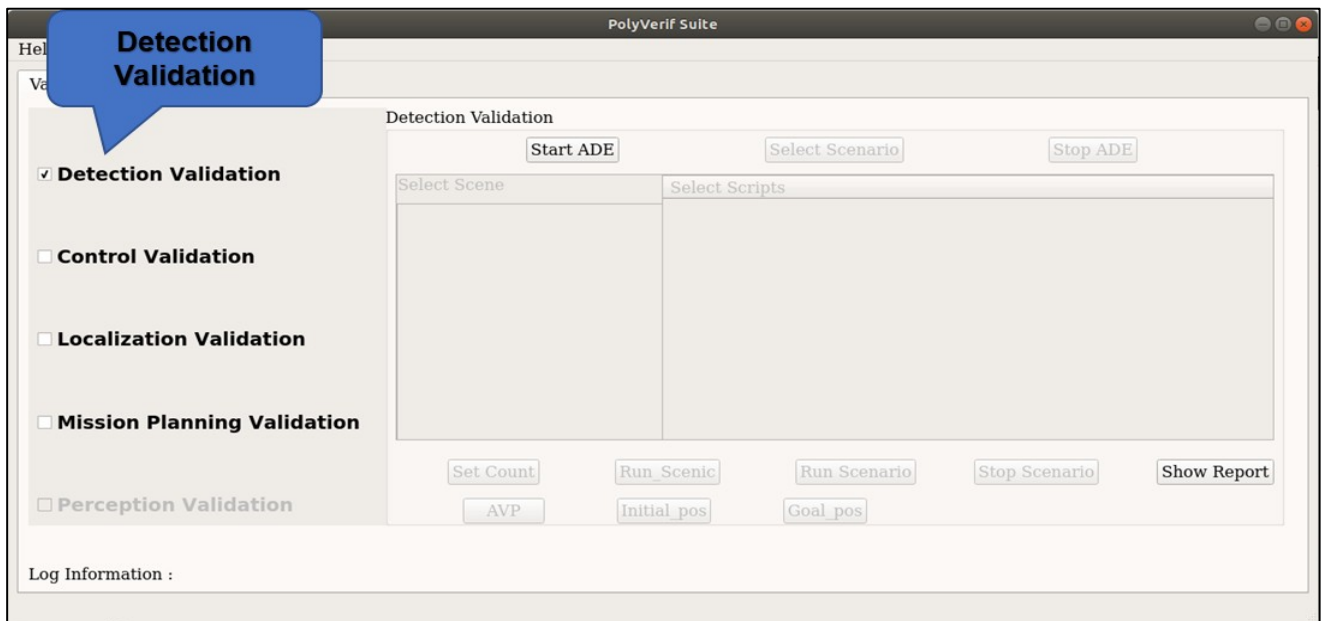 PolyVerif Suite
Detection
Validation
Detection Validation
Start ADE Select Scenario Stop ADE
Detection Validation
Select Scene Select Scripts
Control Validation
Localization Validation
Mission Planning Validation
Set Count Run_Scenic Run Scenario Stop Scenario Show Report
Perception Validation
AVP Initial_pos Goal_pos
Log Information :